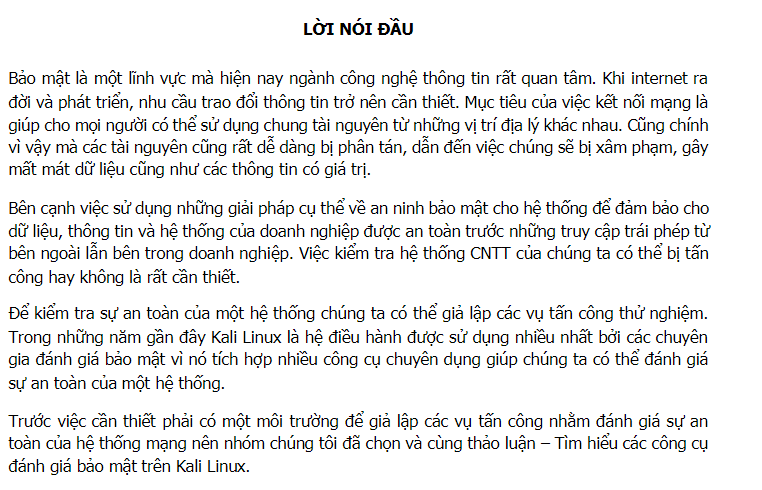 LỜI NÓI ĐẦU
Bảo mật là một lĩnh vực mà hiện nay ngành công nghệ thông tin rất quan tâm. Khi internet ra
đời và phát triển, nhu cầu trao đổi thông tin trở nên cần thiết. Mục tiêu của việc kết nối mạng là
giúp cho mọi người có thể sử dụng chung tài nguyên từ những vị trí địa lý khác nhau. Cũng chính
vì vậy mà các tài nguyên cũng rất dễ dàng bị phân tán, dẫn đến việc chúng sẽ bị xâm phạm, gây
mất mát dữ liệu cũng như các thông tin có giá trị.
Bên cạnh việc sử dụng những giải pháp cụ thể về an ninh bảo mật cho hệ thống để đảm bảo cho
dữ liệu, thông tin và hệ thống của doanh nghiệp được an toàn trước những truy cập trái phép từ
bên ngoài lẫn bên trong doanh nghiệp. Việc kiểm tra hệ thống CNTT của chúng ta có thể bị tấn
công hay không là rất cần thiết.
Để kiểm tra sự an toàn của một hệ thống chúng ta có thể giả lập các vụ tấn công thử nghiệm.
Trong những năm gần đây Kali Linux là hệ điều hành được sử dụng nhiều nhất bởi các chuyên
gia đánh giá bảo mật vì nó tích hợp nhiều công cụ chuyên dụng giúp chúng ta có thể đánh giá
sự an toàn của một hệ thống.
Trước việc cần thiết phải có một môi trường để giả lập các vụ tấn công nhằm đánh giá sự an
toàn của hệ thống mạng nên nhóm chúng tôi đã chọn và cùng thảo luận – Tìm hiểu các công cụ
đánh giá bảo mật trên Kali Linux.